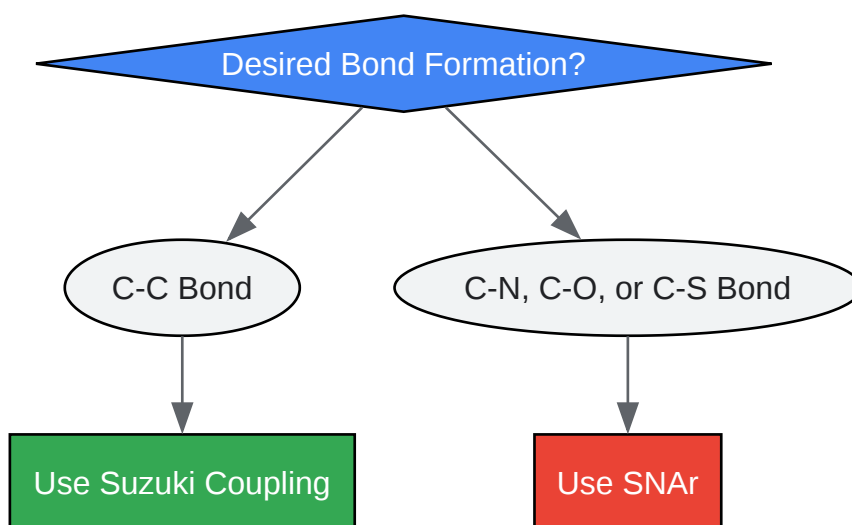 Desired Bond Formation?
C-C Bond
C-N, C-O, or C-S Bond
Use Suzuki Coupling
Use SNAr